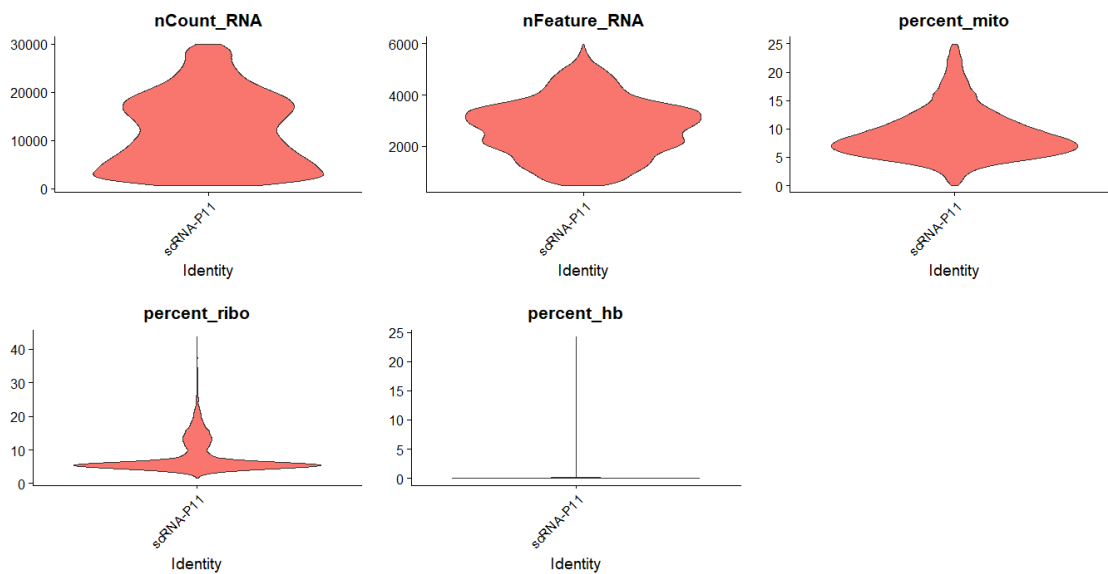 nCount_RNA
30000
20000
10000
0
scRNA-P11
Identity
nFeature_RNA
6000
4000
2000
scRNA-P11
Identity
percent_mito
25
20
15
10
5
0
scRNA-P11
Identity
percent_ribo
40
30
20
10
0
scRNA-P11
Identity
percent_hb
25
20
15
10
5
0
scRNA-P11
Identity